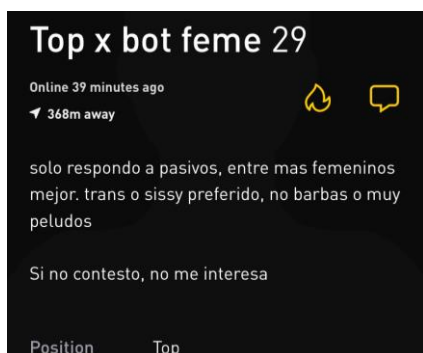 Top x bot feme 29
Online 39 minutes ago
368m away
solo respondo a pasivos, entre mas femeninos
mejor. trans o sissy preferido, no barbas o muy
peludos
Si no contesto, no me interesa
Position Top